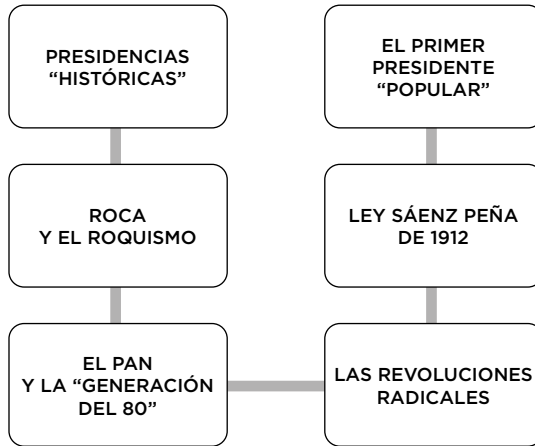 PRESIDENCIAS
“HISTÓRICAS”
ROCA
Y EL ROQUISMO
EL PAN
Y LA “GENERACIÓN
DEL 80”
LAS REVOLUCIONES
RADICALES
LEY SÁENZ PEÑA
DE 1912
EL PRIMER
PRESIDENTE
“POPULAR”